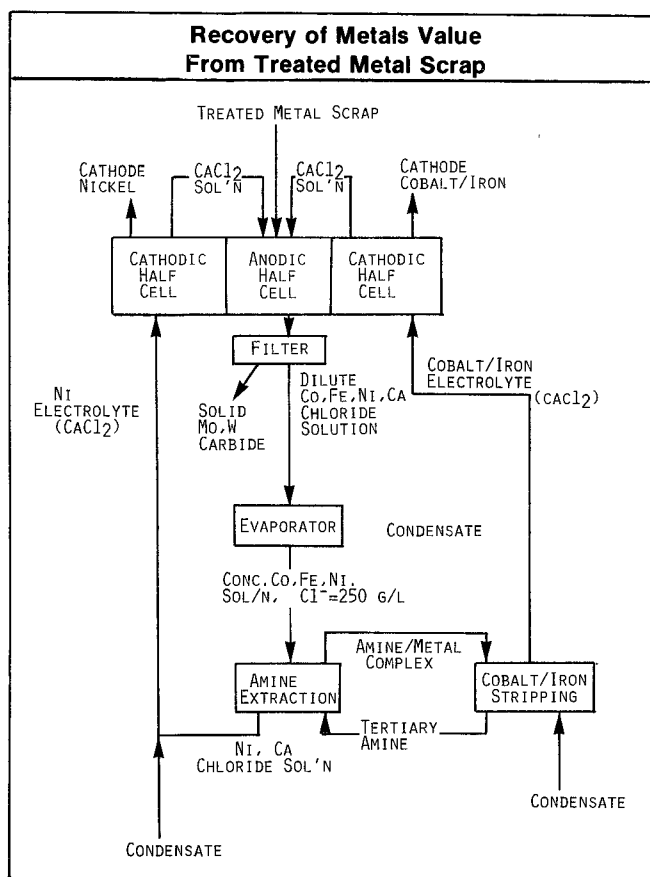 Recovery of Metals Value
From Treated Metal Scrap
TREATED METAL SCRAP
CATHODE
NICKEL
CACL2
SOL'N
CACL2
SOL'N
CATHODE
COBALT/IRON
CATHODIC
HALF
CELL
ANODIC
HALF
CELL
CATHODIC
HALF
CELL
FILTER
NI
ELECTROLYTE
(CACL2)
SOLID
MO,W
CARBIDE
DILUTE
CO,FE,NI,CA
CHLORIDE
SOLUTION
COBALT/IRON
ELECTROLYTE
(CACL2)
EVAPORATOR
CONDENSATE
CONC.CO,FE,NI.
SOL/N, CL⁻=250 G/L
AMINE/METAL
COMPLEX
AMINE
EXTRACTION
COBALT/IRON
STRIPPING
TERTIARY
AMINE
NI, CA
CHLORIDE SOL'N
CONDENSATE
CONDENSATE